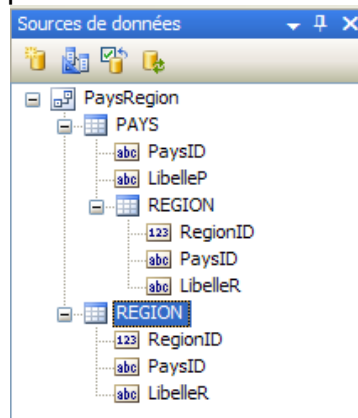 Sources de données
PaysRegion
PAYS
abc PaysID
abc LibelleP
REGION
123 RegionID
abc PaysID
abc LibelleR
REGION
123 RegionID
abc PaysID
abc LibelleR